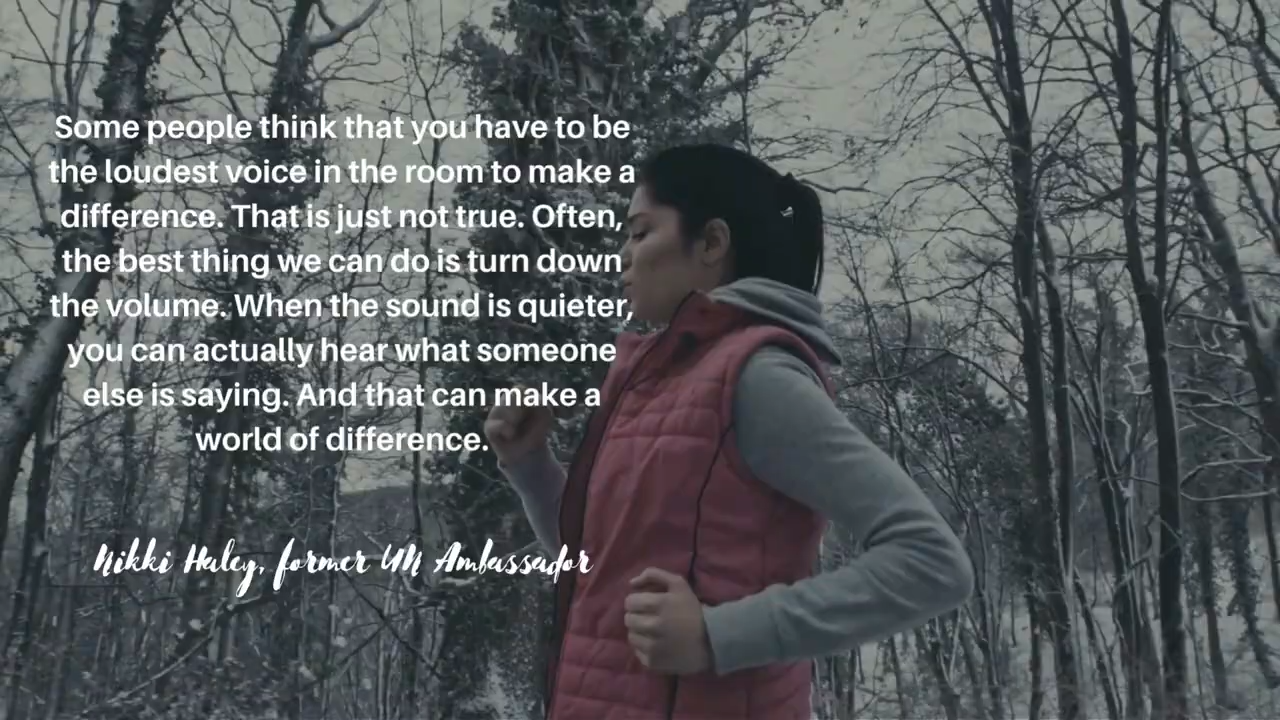 Some people think that you have to be
the loudest voice in the room to make a
difference. That is just not true. Often,
the best thing we can do is turn down
the volume. When the sound is quieter,
you can actually hear what someone
else is saying. And that can make a
world of difference.
Nikki Haley, former UN Ambassador